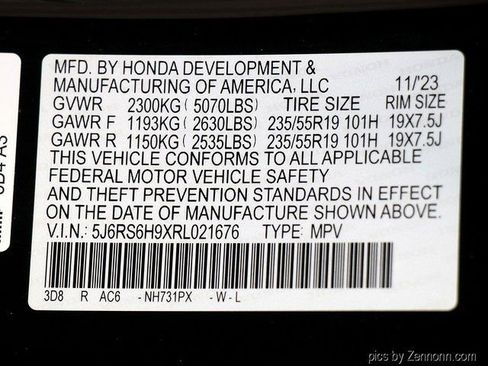 MFD. BY HONDA DEVELOPMENT &
MANUFACTURING OF AMERICA, LLC 11/'23
GVWR 2300KG (5070LBS) TIRE SIZE RIM SIZE
GAWR F 1193KG (2630LBS) 235/55R19 101H 19X7.5J
GAWR R 1150KG (2535LBS) 235/55R19 101H 19X7.5J
THIS VEHICLE CONFORMS TO ALL APPLICABLE
FEDERAL MOTOR VEHICLE SAFETY
AND THEFT PREVENTION STANDARDS IN EFFECT
ON THE DATE OF MANUFACTURE SHOWN ABOVE.
V.I.N.: 5J6RS6H9XRL021676 TYPE: MPV
3D8 R AC6 - NH731PX - W - L
pics by Zennonn.com